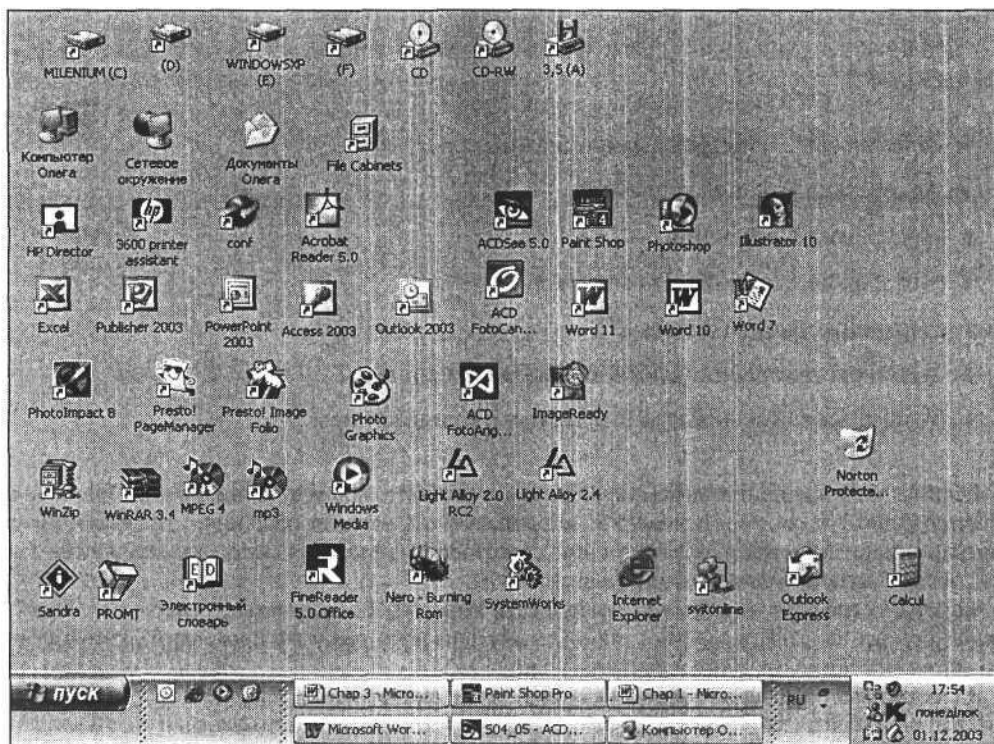 MILENIUM (C)
(D)
WINDOWSXP
(E)
(F)
CD
CD-RW
3,5 (A)
Компьютер
Олега
Сетевое
окружение
Документы
Олега
File Cabinets
HP Director
3600 printer
assistant
conf
Acrobat
Reader 5.0
ACDSee 5.0
Paint Shop
Photoshop
Illustrator 10
Excel
Publisher 2003
PowerPoint
2003
Access 2003
Outlook 2003
ACD
FotoCan...
Word 11
Word 10
Word 7
PhotoImpact 8
Presto!
PageManager
Presto! Image
Folio
Photo
Graphics
ACD
FotoAng...
ImageReady
WinZip
WinRAR 3.4
MPEG 4
mp3
Windows
Media
Light Alloy 2.0
RC2
Light Alloy 2.4
Norton
Protecte...
Sandra
PROMT
Электронный
словарь
FineReader
5.0 Office
Nero - Burning
Rom
SystemWorks
Internet
Explorer
svitonline
Outlook
Express
Calcul
пуск
Chap 3 - Micro...
Paint Shop Pro
Chap 1 - Micro...
RU
17:54
Microsoft Wor...
504_05 - ACD...
Компьютер О...
понеділок
01.12.2003